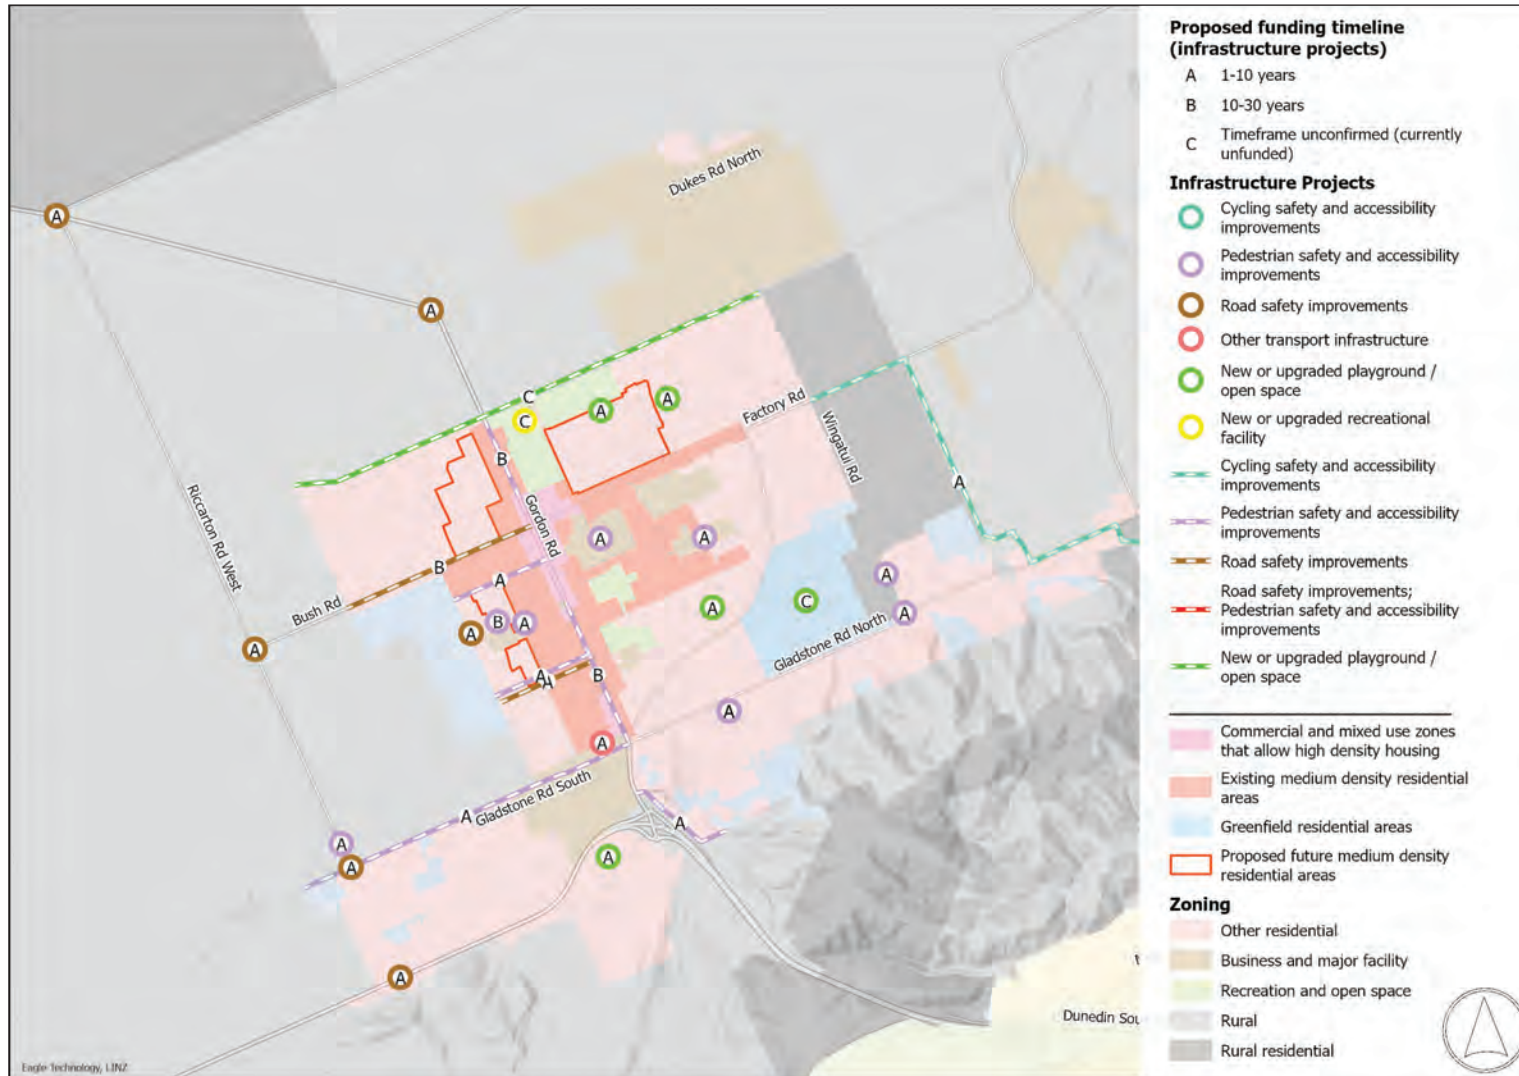 Proposed funding timeline
(infrastructure projects)
A 1-10 years
B 10-30 years
C Timeframe unconfirmed (currently
unfunded)
Infrastructure Projects
Cycling safety and accessibility
improvements
Pedestrian safety and accessibility
improvements
Road safety improvements
Other transport infrastructure
New or upgraded playground /
open space
New or upgraded recreational
facility
Cycling safety and accessibility
improvements
Pedestrian safety and accessibility
improvements
Road safety improvements
Road safety improvements;
Pedestrian safety and accessibility
improvements
New or upgraded playground /
open space
Commercial and mixed use zones
that allow high density housing
Existing medium density residential
areas
Greenfield residential areas
Proposed future medium density
residential areas
Zoning
Other residential
Business and major facility
Recreation and open space
Rural
Rural residential
Dukes Rd North
A
A
C
C
A
A
Factory Rd
Wingatui Rd
B
A
Riccarton Rd West
Gordon Rd
A
A
B
A
A
Bush Rd
A
B
A
A
C
A
A
Gladstone Rd North
A
A
A
B
A
A
Gladstone Rd South
A
A
A
A
A
A
Dunedin Sou
t
Eagle Technology, LINZ